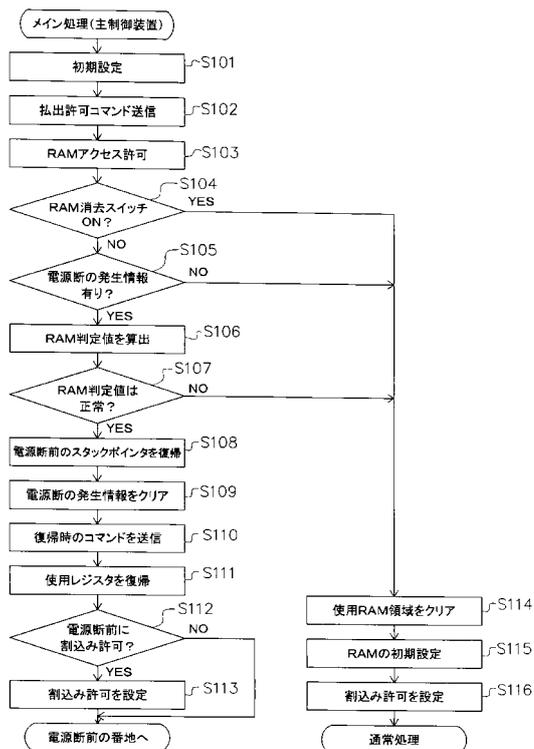 メイン処理(主制御装置)
初期設定
S101
払出許可コマンド送信
S102
RAMアクセス許可
S103
S104
RAM消去スイッチ
ON?
YES
NO
S105
電源断の発生情報
有り?
NO
YES
RAM判定値を算出
S106
S107
RAM判定値は
正常?
NO
YES
電源断前のスタックポインタを復帰
S108
電源断の発生情報をクリア
S109
復帰時のコマンドを送信
S110
使用レジスタを復帰
S111
S112
電源断前に
割込み許可?
NO
YES
割込み許可を設定
S113
電源断前の番地へ
使用RAM領域をクリア
S114
RAMの初期設定
S115
割込み許可を設定
S116
通常処理